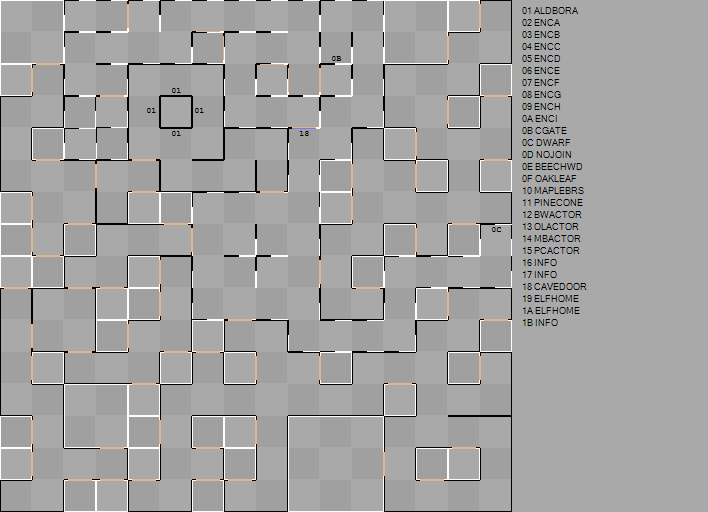 01 ALDBORA
02 ENCA
03 ENCB
04 ENCC
05 ENCD
06 ENCE
07 ENCF
08 ENCG
09 ENCH
0A ENCI
0B CGATE
0C DWARF
0D NOJOIN
0E BEECHWD
0F OAKLEAF
10 MAPLEBRS
11 PINECONE
12 BWACTOR
13 OLACTOR
14 MBACTOR
15 PCACTOR
16 INFO
17 INFO
18 CAVEDOOR
19 ELFHOME
1A ELFHOME
1B INFO
0B
01
01 01
01
18
0C